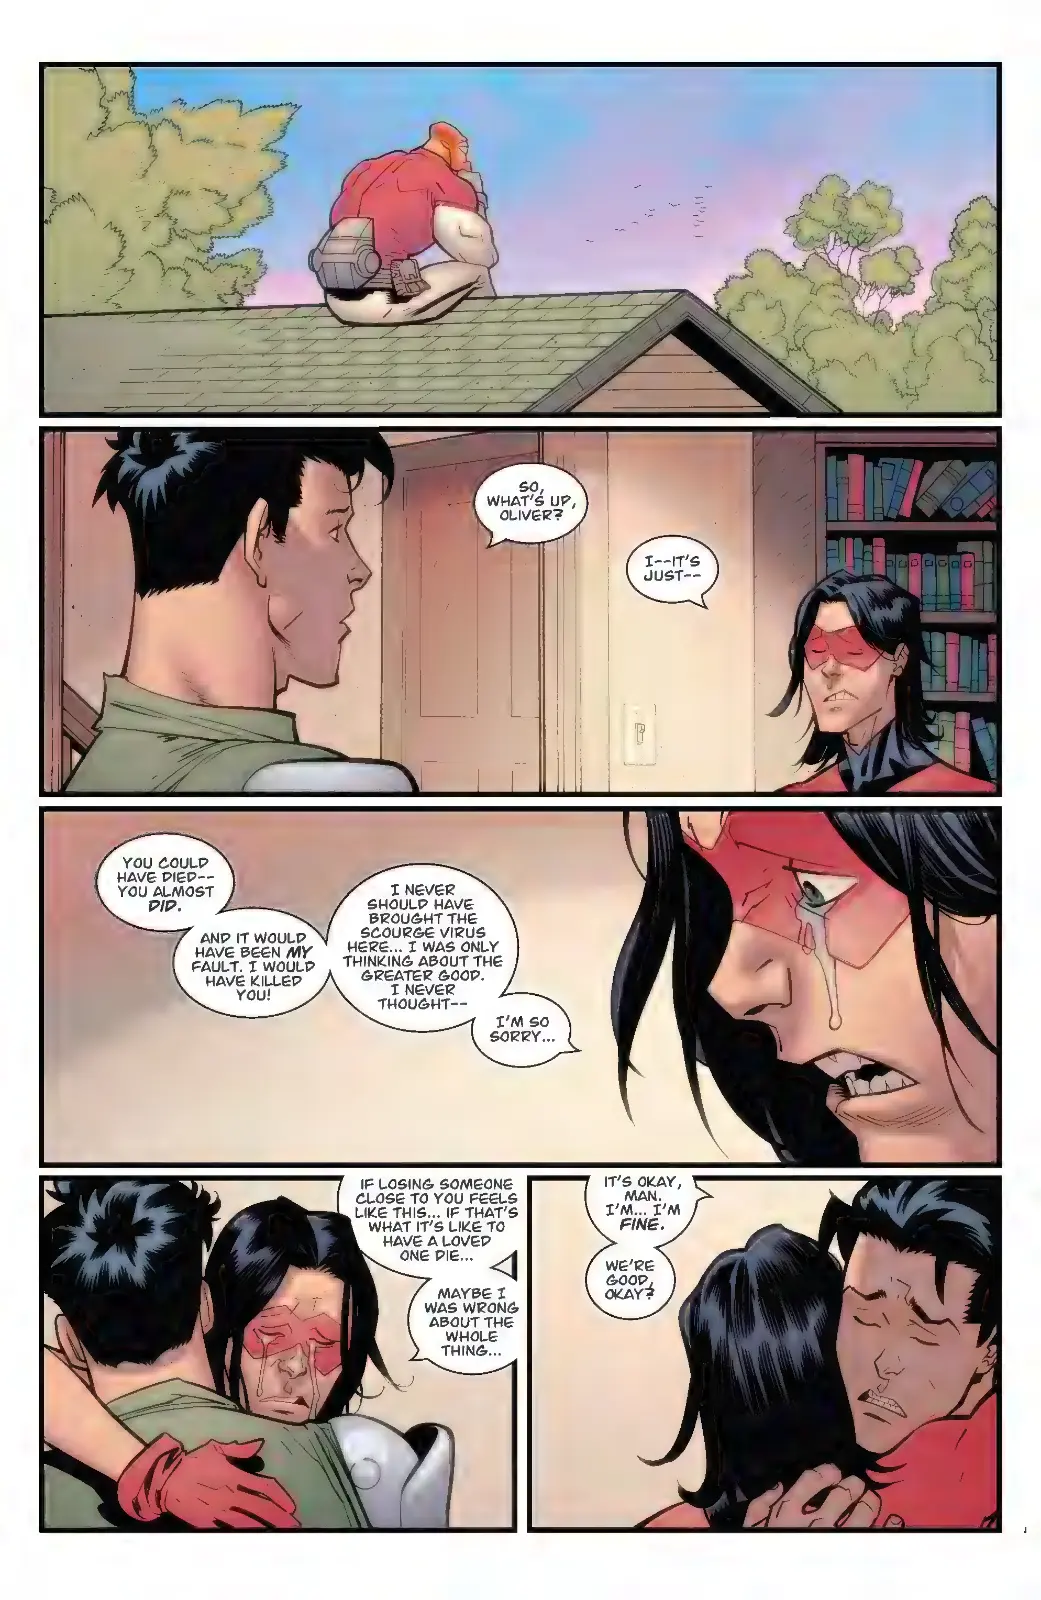 SO,
WHAT'S UP,
OLIVER?
I--IT'S
JUST--
YOU COULD
HAVE DIED--
YOU ALMOST
DID.
AND IT WOULD
HAVE BEEN MY
FAULT. I WOULD
HAVE KILLED
YOU!
I NEVER
SHOULD HAVE
BROUGHT THE
SCOURGE VIRUS
HERE... I WAS ONLY
THINKING ABOUT THE
GREATER GOOD.
I NEVER
THOUGHT--
I'M SO
SORRY...
IF LOSING SOMEONE
CLOSE TO YOU FEELS
LIKE THIS... IF THAT'S
WHAT IT'S LIKE TO
HAVE A LOVED
ONE DIE...
MAYBE I
WAS WRONG
ABOUT THE
WHOLE
THING...
IT'S OKAY,
MAN.
I'M... I'M
FINE.
WE'RE
GOOD,
OKAY?